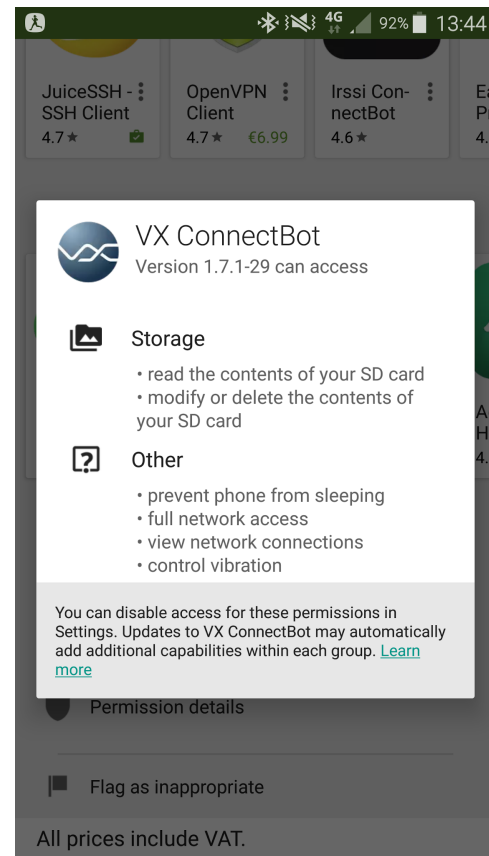 4G 92% 13:44
JuiceSSH -
SSH Client
4.7★
OpenVPN
Client
4.7★ €6.99
Irssi Con-
nectBot
4.6★
4.
VX ConnectBot
Version 1.7.1-29 can access
Storage
• read the contents of your SD card
• modify or delete the contents of
your SD card
Other
• prevent phone from sleeping
• full network access
• view network connections
• control vibration
You can disable access for these permissions in
Settings. Updates to VX ConnectBot may automatically
add additional capabilities within each group. Learn
more
Permission details
Flag as inappropriate
All prices include VAT.